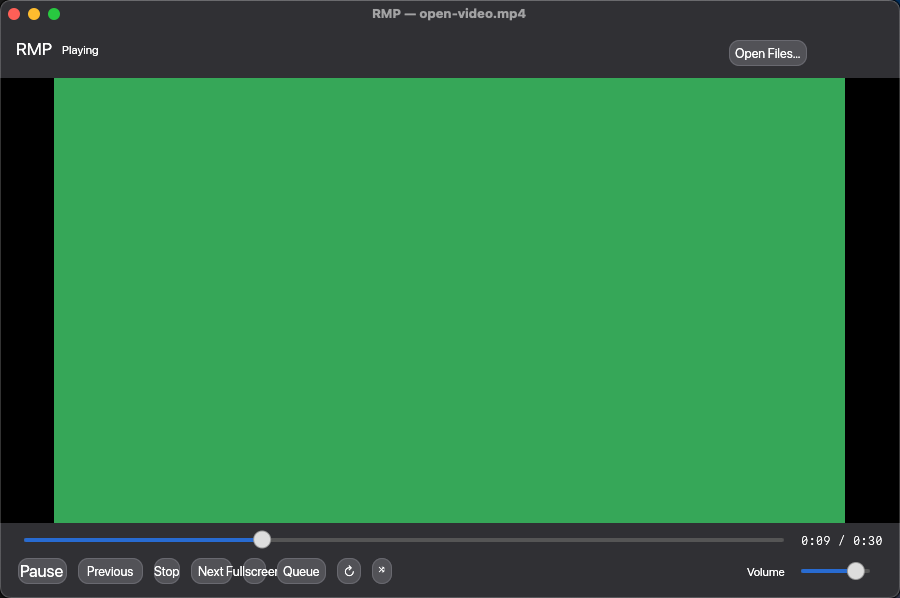 RMP — open-video.mp4
RMP Playing Open Files...
0:09 / 0:30
Pause Previous Stop Next Fullscreen Queue Volume